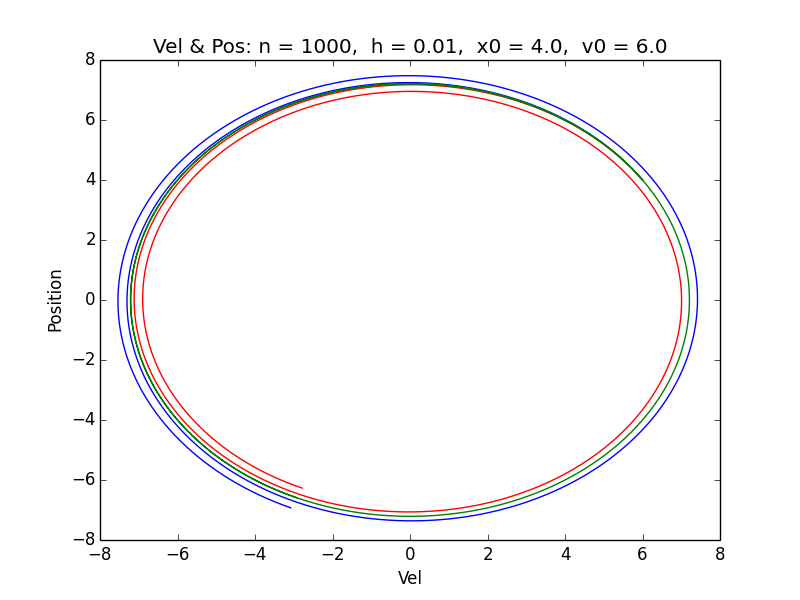 Vel & Pos: n = 1000,  h = 0.01,  x0 = 4.0,  v0 = 6.0
8
6
4
2
0
−2
−4
−6
−8
Position
−8 −6 −4 −2 0 2 4 6 8
Vel